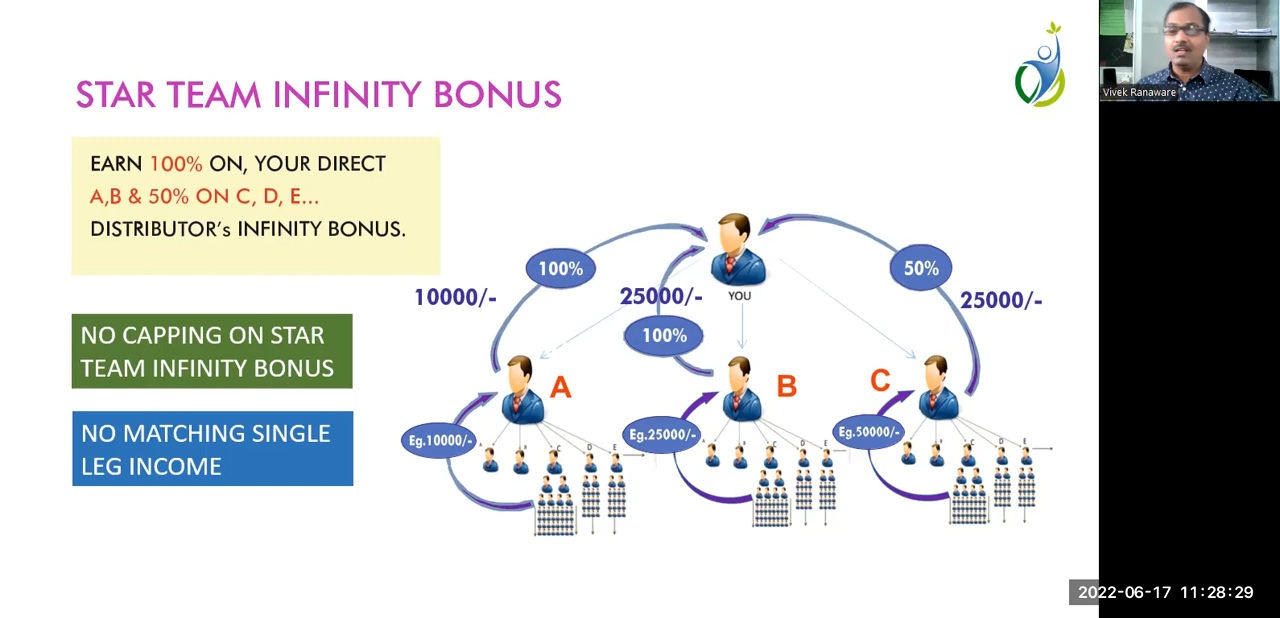 STAR TEAM INFINITY BONUS
Vivek Ranaware
EARN 100% ON, YOUR DIRECT
A,B & 50% ON C, D, E...
DISTRIBUTOR's INFINITY BONUS.
NO CAPPING ON STAR
TEAM INFINITY BONUS
NO MATCHING SINGLE
LEG INCOME
100%
50%
10000/-
25000/-
YOU
25000/-
100%
A
B
C
Eg.10000/-
Eg.25000/-
Eg.50000/-
A B C D E
A B C D E
A B C D E
2022-06-17 11:28:29